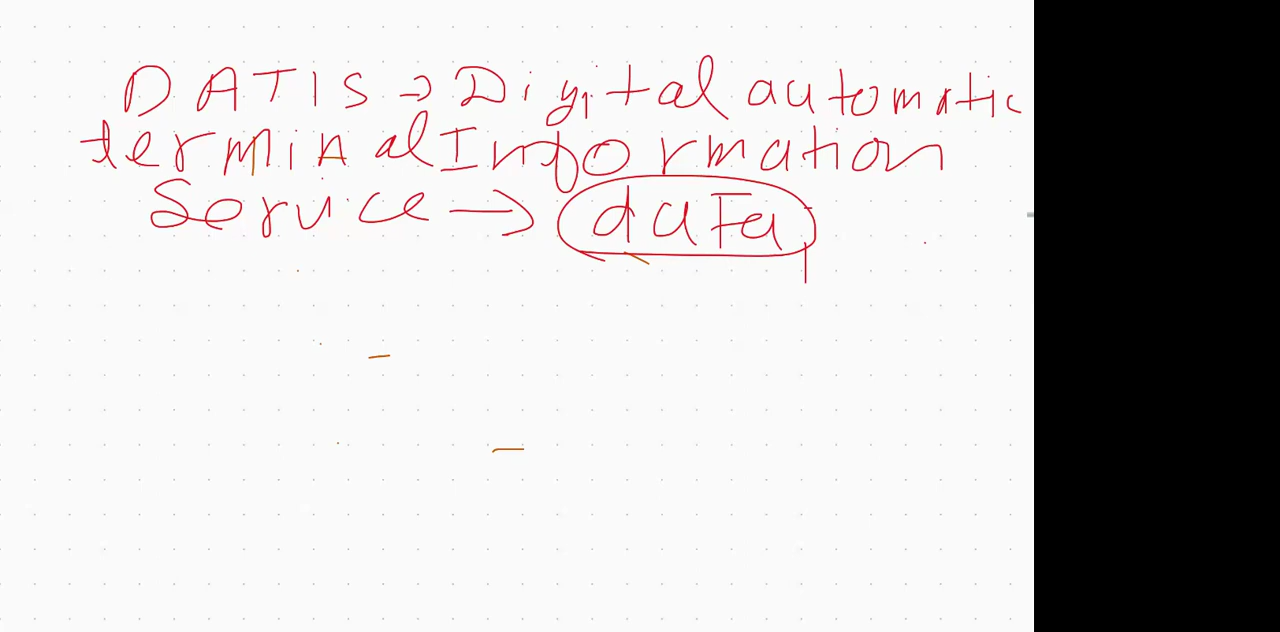 DATIS → Digital automatic
terminal Information
Service → data